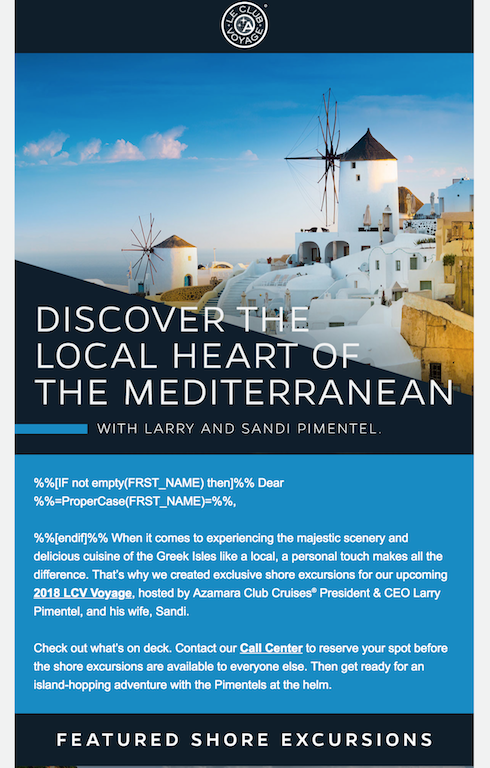 LE CLUB
VOYAGE
DISCOVER THE
LOCAL HEART OF
THE MEDITERRANEAN
WITH LARRY AND SANDI PIMENTEL.
%%[IF not empty(FRST_NAME) then]%% Dear
%%=ProperCase(FRST_NAME)=%%,
%%[endif]%% When it comes to experiencing the majestic scenery and
delicious cuisine of the Greek Isles like a local, a personal touch makes all the
difference. That’s why we created exclusive shore excursions for our upcoming
2018 LCV Voyage, hosted by Azamara Club Cruises® President & CEO Larry
Pimentel, and his wife, Sandi.
Check out what’s on deck. Contact our Call Center to reserve your spot before
the shore excursions are available to everyone else. Then get ready for an
island-hopping adventure with the Pimentels at the helm.
FEATURED SHORE EXCURSIONS